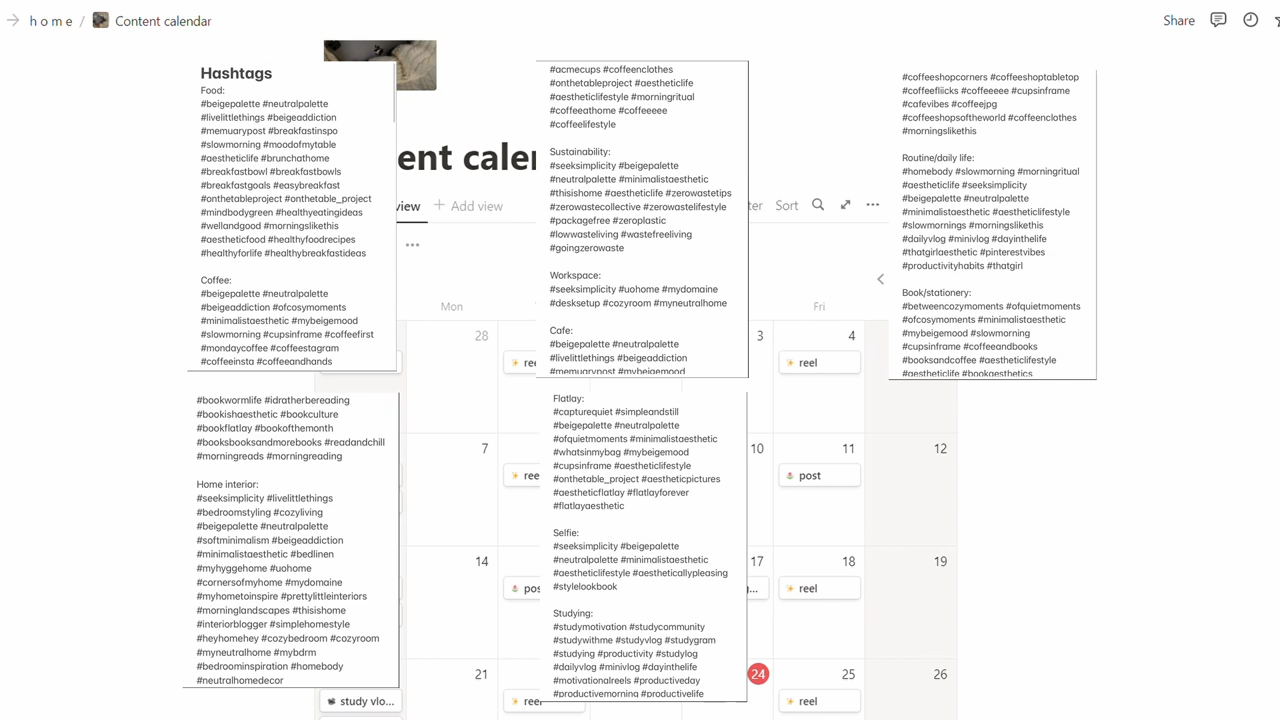 h o m e / Content calendar
Share
Hashtags
Food:
#beigepalette #neutralpalette
#livelittlethings #beigeaddiction
#memuarypost #breakfastinspo
#slowmorning #moodofmytable
#aestheticlife #brunchathome
#breakfastbowl #breakfastbowls
#breakfastgoals #easybreakfast
#onthetableproject #onthetable_project
#mindbodygreen #healthyeatingideas
#wellandgood #morningslikethis
#oaestheticfood #healthyfoodrecipes
#healthyforlife #healthybreakfastideas
Coffee:
#beigepalette #neutralpalette
#beigeaddiction #ofcosymoments
#minimalistaesthetic #mybeigemood
#slowmorning #cupsinframe #coffeefirst
#mondaycoffee #coffeestagram
#coffeeinsta #coffeeandhands
#acmecups #coffeenclothes
#onthetableproject #aestheticlife
#aestheticlifestyle #morningritual
#coffeeathome #coffeeeee
#coffeelifestyle
Sustainability:
#seeksimplicity #beigepalette
#neutralpalette #minimalistaesthetic
#thisishome #aestheticlife #zerowastetips
#zerowastecollective #zerowastelifestyle
#packagefree #zeroplastic
#lowwasteliving #wastefreeliving
#goingzerowaste
Workspace:
#seeksimplicity #uohome #mydomaine
#desksetup #cozyroom #myneutralhome
Cafe:
#beigepalette #neutralpalette
#livelittlethings #beigeaddiction
#memuarypost #mybeigemood
#coffeeshopcorners #coffeeshoptabletop
#coffeefliicks #coffeeeee #cupsinframe
#cafevibes #coffeejpg
#coffeeshopsoftheworld #coffeenclothes
#morningslikethis
Routine/daily life:
#homebody #slowmorning #morningritual
#aestheticlife #seeksimplicity
#beigepalette #neutralpalette
#minimalistaesthetic #aestheticlifestyle
#slowmornings #morningslikethis
#dailyvlog #minivlog #dayinthelife
#thatgirlaesthetic #pinterestvibes
#productivityhabits #thatgirl
Book/stationery:
#betweencozymoments #ofquietmoments
#ofcosymoments #minimalistaesthetic
#mybeigemood #slowmorning
#cupsinframe #coffeeandbooks
#booksandcoffee #aestheticlifestyle
#aestheticlife #bookaesthetics
ent caler
view + Add view
ter Sort
Mon
Fri
28
3
4
ree
reel
#bookwormlife #idratherbereading
#bookishaesthetic #bookculture
#bookflatlay #bookofthemonth
#booksbooksandmorebooks #readandchill
#morningreads #morningreading
Home interior:
#seeksimplicity #livelittlethings
#bedroomstyling #cozyliving
#beigepalette #neutralpalette
#softminimalism #beigeaddiction
#minimalistaesthetic #bedlinen
#myhyggehome #uohome
#cornersofmyhome #mydomaine
#myhometoinspire #prettylittleinteriors
#morninglandscapes #thisishome
#interiorblogger #simplehomestyle
#heyhomehey #cozybedroom #cozyroom
#myneutralhome #mybdrm
#bedroominspiration #homebody
#neutralhomedecor
Flatlay:
#capturequiet #simpleandstill
#beigepalette #neutralpalette
#ofquietmoments #minimalistaesthetic
#whatsinmybag #mybeigemood
#cupsinframe #aestheticlifestyle
#onthetable_project #aestheticpictures
#aestheticflatlay #flatlayforever
#flatlayaesthetic
Selfie:
#seeksimplicity #beigepalette
#neutralpalette #minimalistaesthetic
#aestheticlifestyle #aestheticallypleasing
#stylelookbook
Studying:
#studymotivation #studycommunity
#studywithme #studyvlog #studygram
#studying #productivity #studylog
#dailyvlog #minivlog #dayinthelife
#motivationalreels #productiveday
#productivemorning #productivelife
7
10
11
12
ree
post
14
17
18
19
pos
g...
reel
21
24
25
26
study vlo...
reel
reel